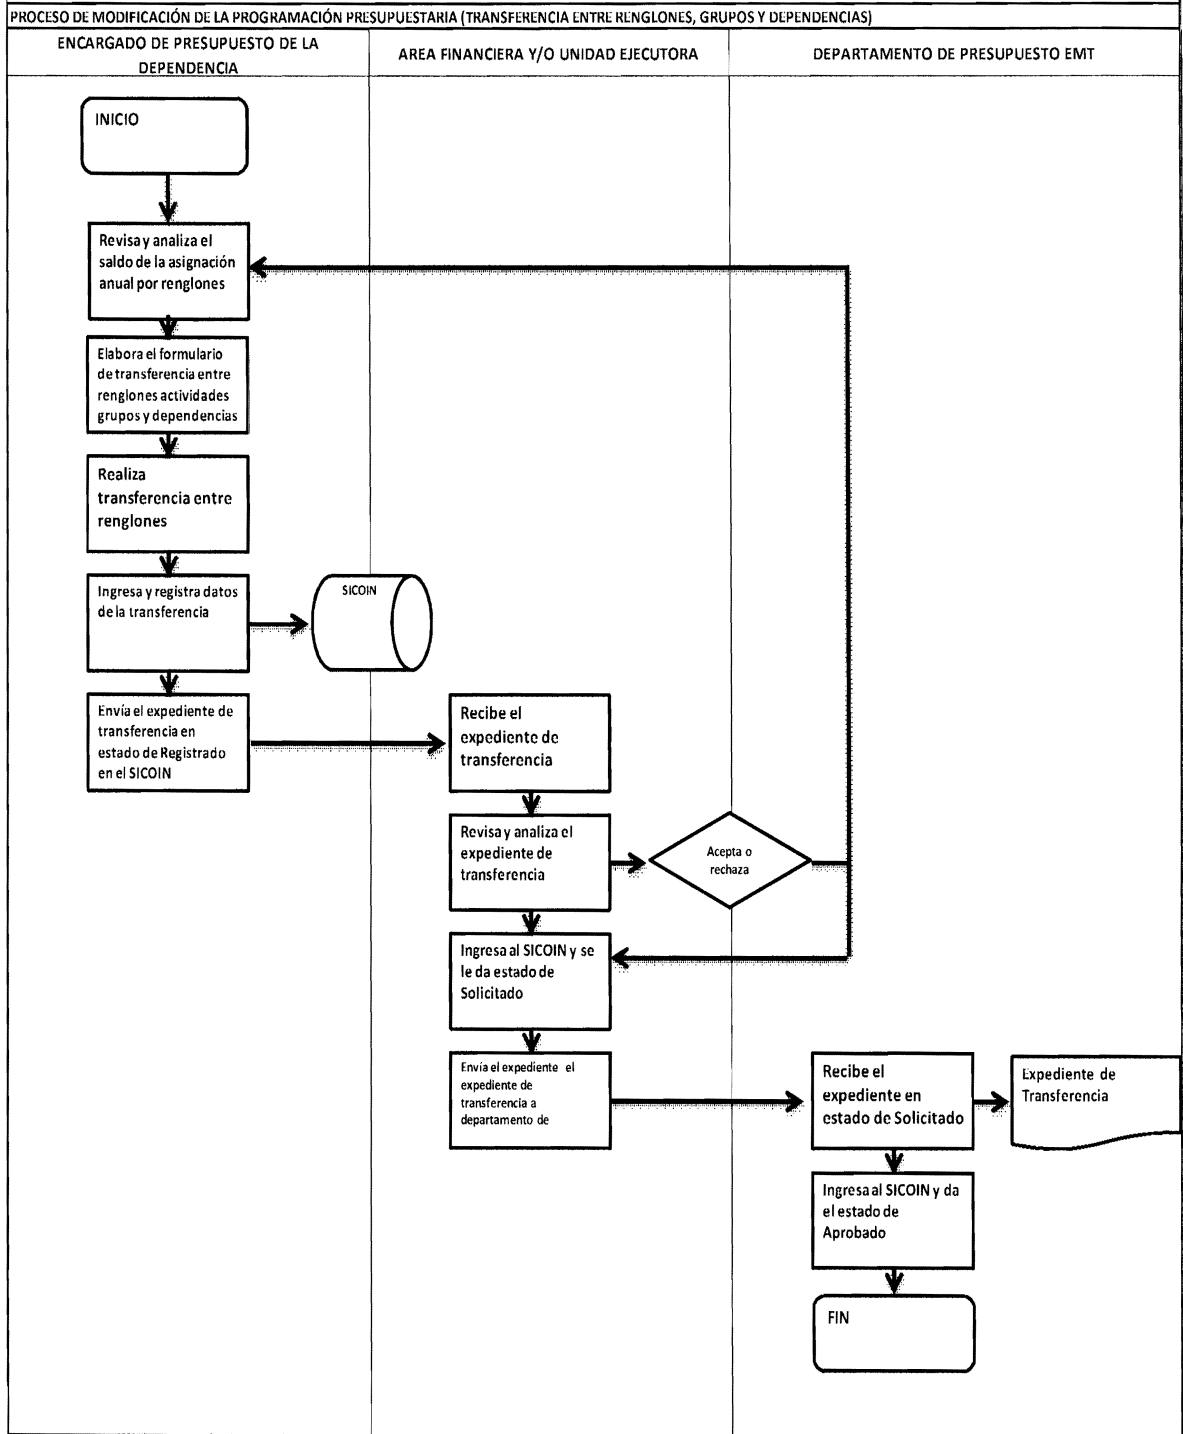 PROCESO DE MODIFICACIÓN DE LA PROGRAMACIÓN PRESUPUESTARIA (TRANSFERENCIA ENTRE RENGLONES, GRUPOS Y DEPENDENCIAS)
ENCARGADO DE PRESUPUESTO DE LA
DEPENDENCIA
AREA FINANCIERA Y/O UNIDAD EJECUTORA
DEPARTAMENTO DE PRESUPUESTO EMT
INICIO
Revisa y analiza el
saldo de la asignación
anual por renglones
Elabora el formulario
de transferencia entre
renglones actividades
grupos y dependencias
Realiza
transferencia entre
renglones
Ingresa y registra datos
de la transferencia
SICOIN
Envía el expediente de
transferencia en
estado de Registrado
en el SICOIN
Recibe el
expediente de
transferencia
Revisa y analiza el
expediente de
transferencia
Acepta o
rechaza
Ingresa al SICOIN y se
le da estado de
Solicitado
Envía el expediente el
expediente de
transferencia a
departamento de
Recibe el
expediente en
estado de Solicitado
Expediente de
Transferencia
Ingresa al SICOIN y da
el estado de
Aprobado
FIN